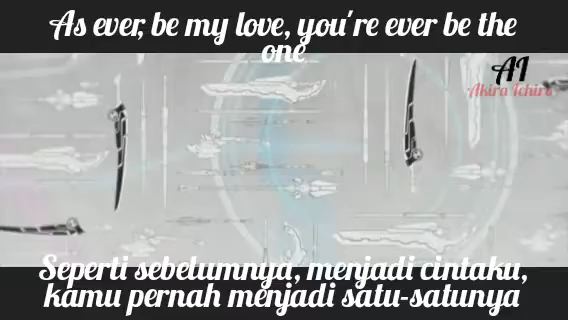 As ever, be my love, you're ever be the
one
AI
Akira Ichiro
Seperti sebelumnya, menjadi cintaku,
kamu pernah menjadi satu-satunya